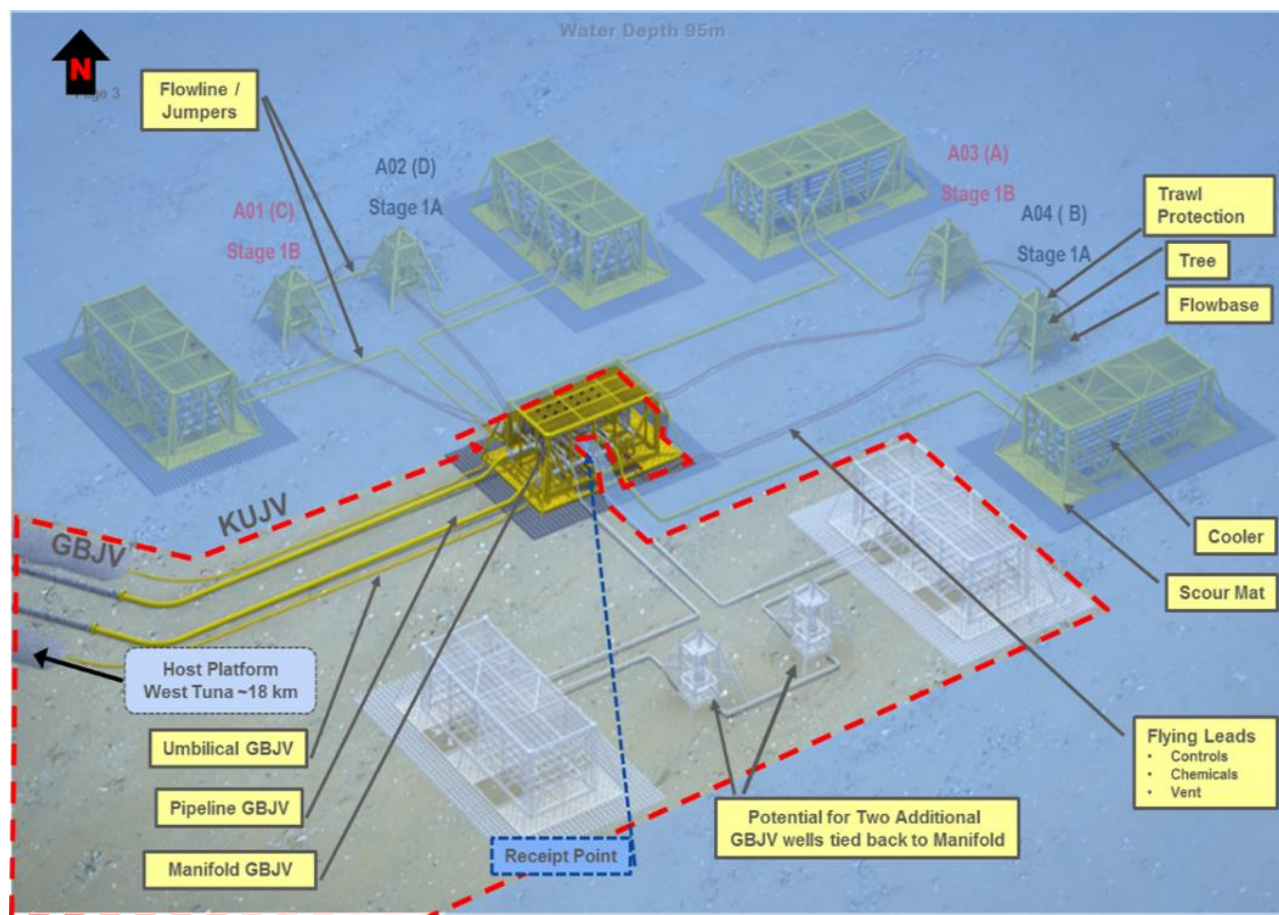 Water Depth 95m
N
Page 3
Flowline /
Jumpers
A02 (D)
Stage 1A
A01 (C)
Stage 1B
A03 (A)
Stage 1B
A04 ( B)
Stage 1A
Trawl
Protection
Tree
Flowbase
Cooler
Scour Mat
KUJV
GBJV
Host Platform
West Tuna ~18 km
Umbilical GBJV
Pipeline GBJV
Manifold GBJV
Receipt Point
Potential for Two Additional
GBJV wells tied back to Manifold
Flying Leads
• Controls
• Chemicals
• Vent